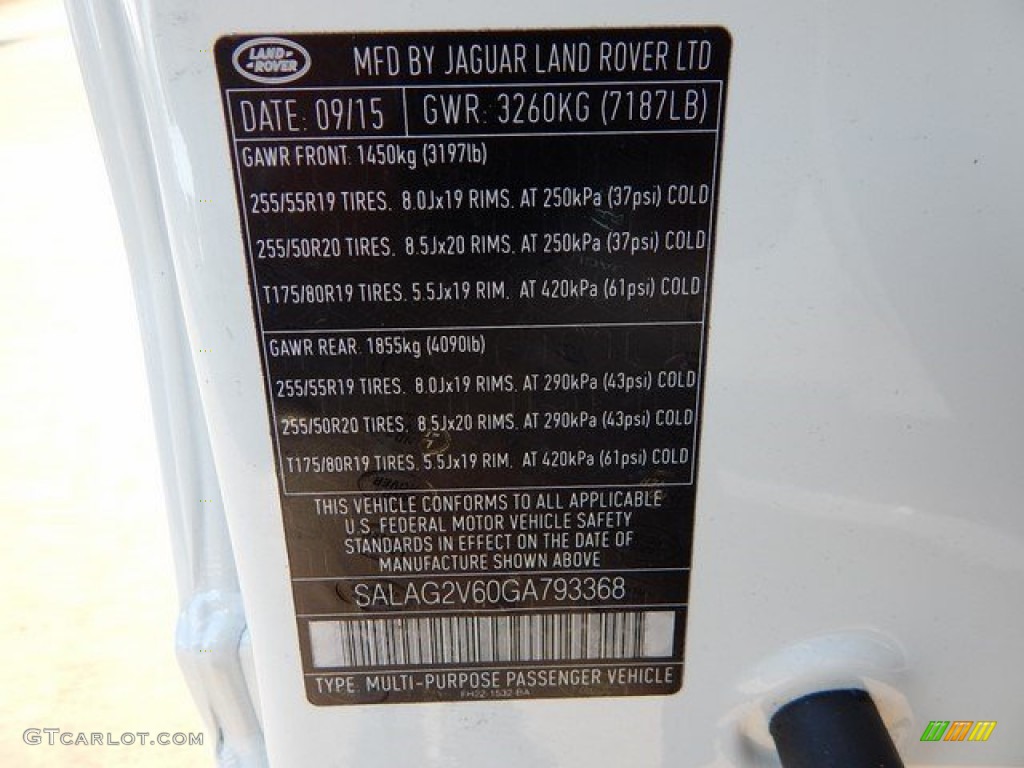 LAND-
-ROVER
MFD BY JAGUAR LAND ROVER LTD
DATE: 09/15 GWR: 3260KG (7187LB)
GAWR FRONT: 1450kg (3197lb)
255/55R19 TIRES. 8.0Jx19 RIMS. AT 250kPa (37psi) COLD
255/50R20 TIRES. 8.5Jx20 RIMS. AT 250kPa (37psi) COLD
T175/80R19 TIRES. 5.5Jx19 RIM. AT 420kPa (61psi) COLD
GAWR REAR: 1855kg (4090lb)
255/55R19 TIRES. 8.0Jx19 RIMS. AT 290kPa (43psi) COLD
255/50R20 TIRES. 8.5Jx20 RIMS. AT 290kPa (43psi) COLD
T175/80R19 TIRES. 5.5Jx19 RIM. AT 420kPa (61psi) COLD
THIS VEHICLE CONFORMS TO ALL APPLICABLE
U.S. FEDERAL MOTOR VEHICLE SAFETY
STANDARDS IN EFFECT ON THE DATE OF
MANUFACTURE SHOWN ABOVE
SALAG2V60GA793368
TYPE: MULTI-PURPOSE PASSENGER VEHICLE
FH22-1532-BA
GTCarlot.com